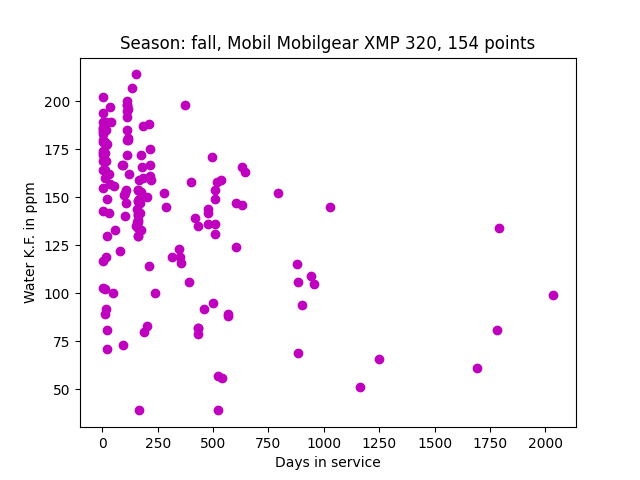 Season: fall, Mobil Mobilgear XMP 320, 154 points
Water K.F. in ppm
200
175
150
125
100
75
50
0 250 500 750 1000 1250 1500 1750 2000
Days in service